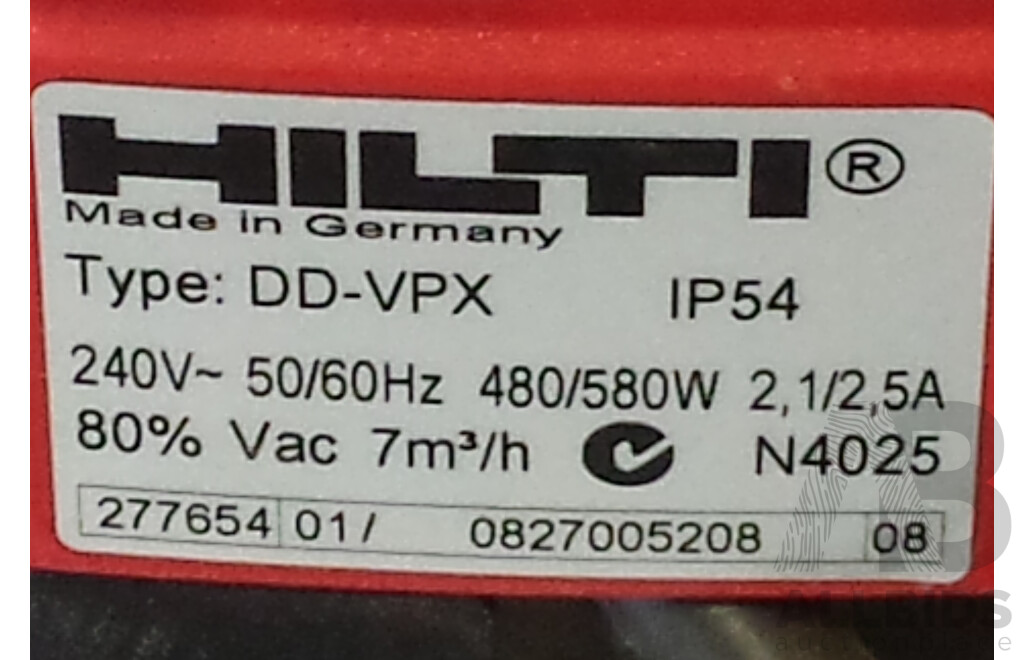 HILTI ®
Made in Germany
Type: DD-VPX IP54
240V~ 50/60Hz 480/580W 2,1/2,5A
80% Vac 7m³/h N4025
277654 01/ 0827005208 08